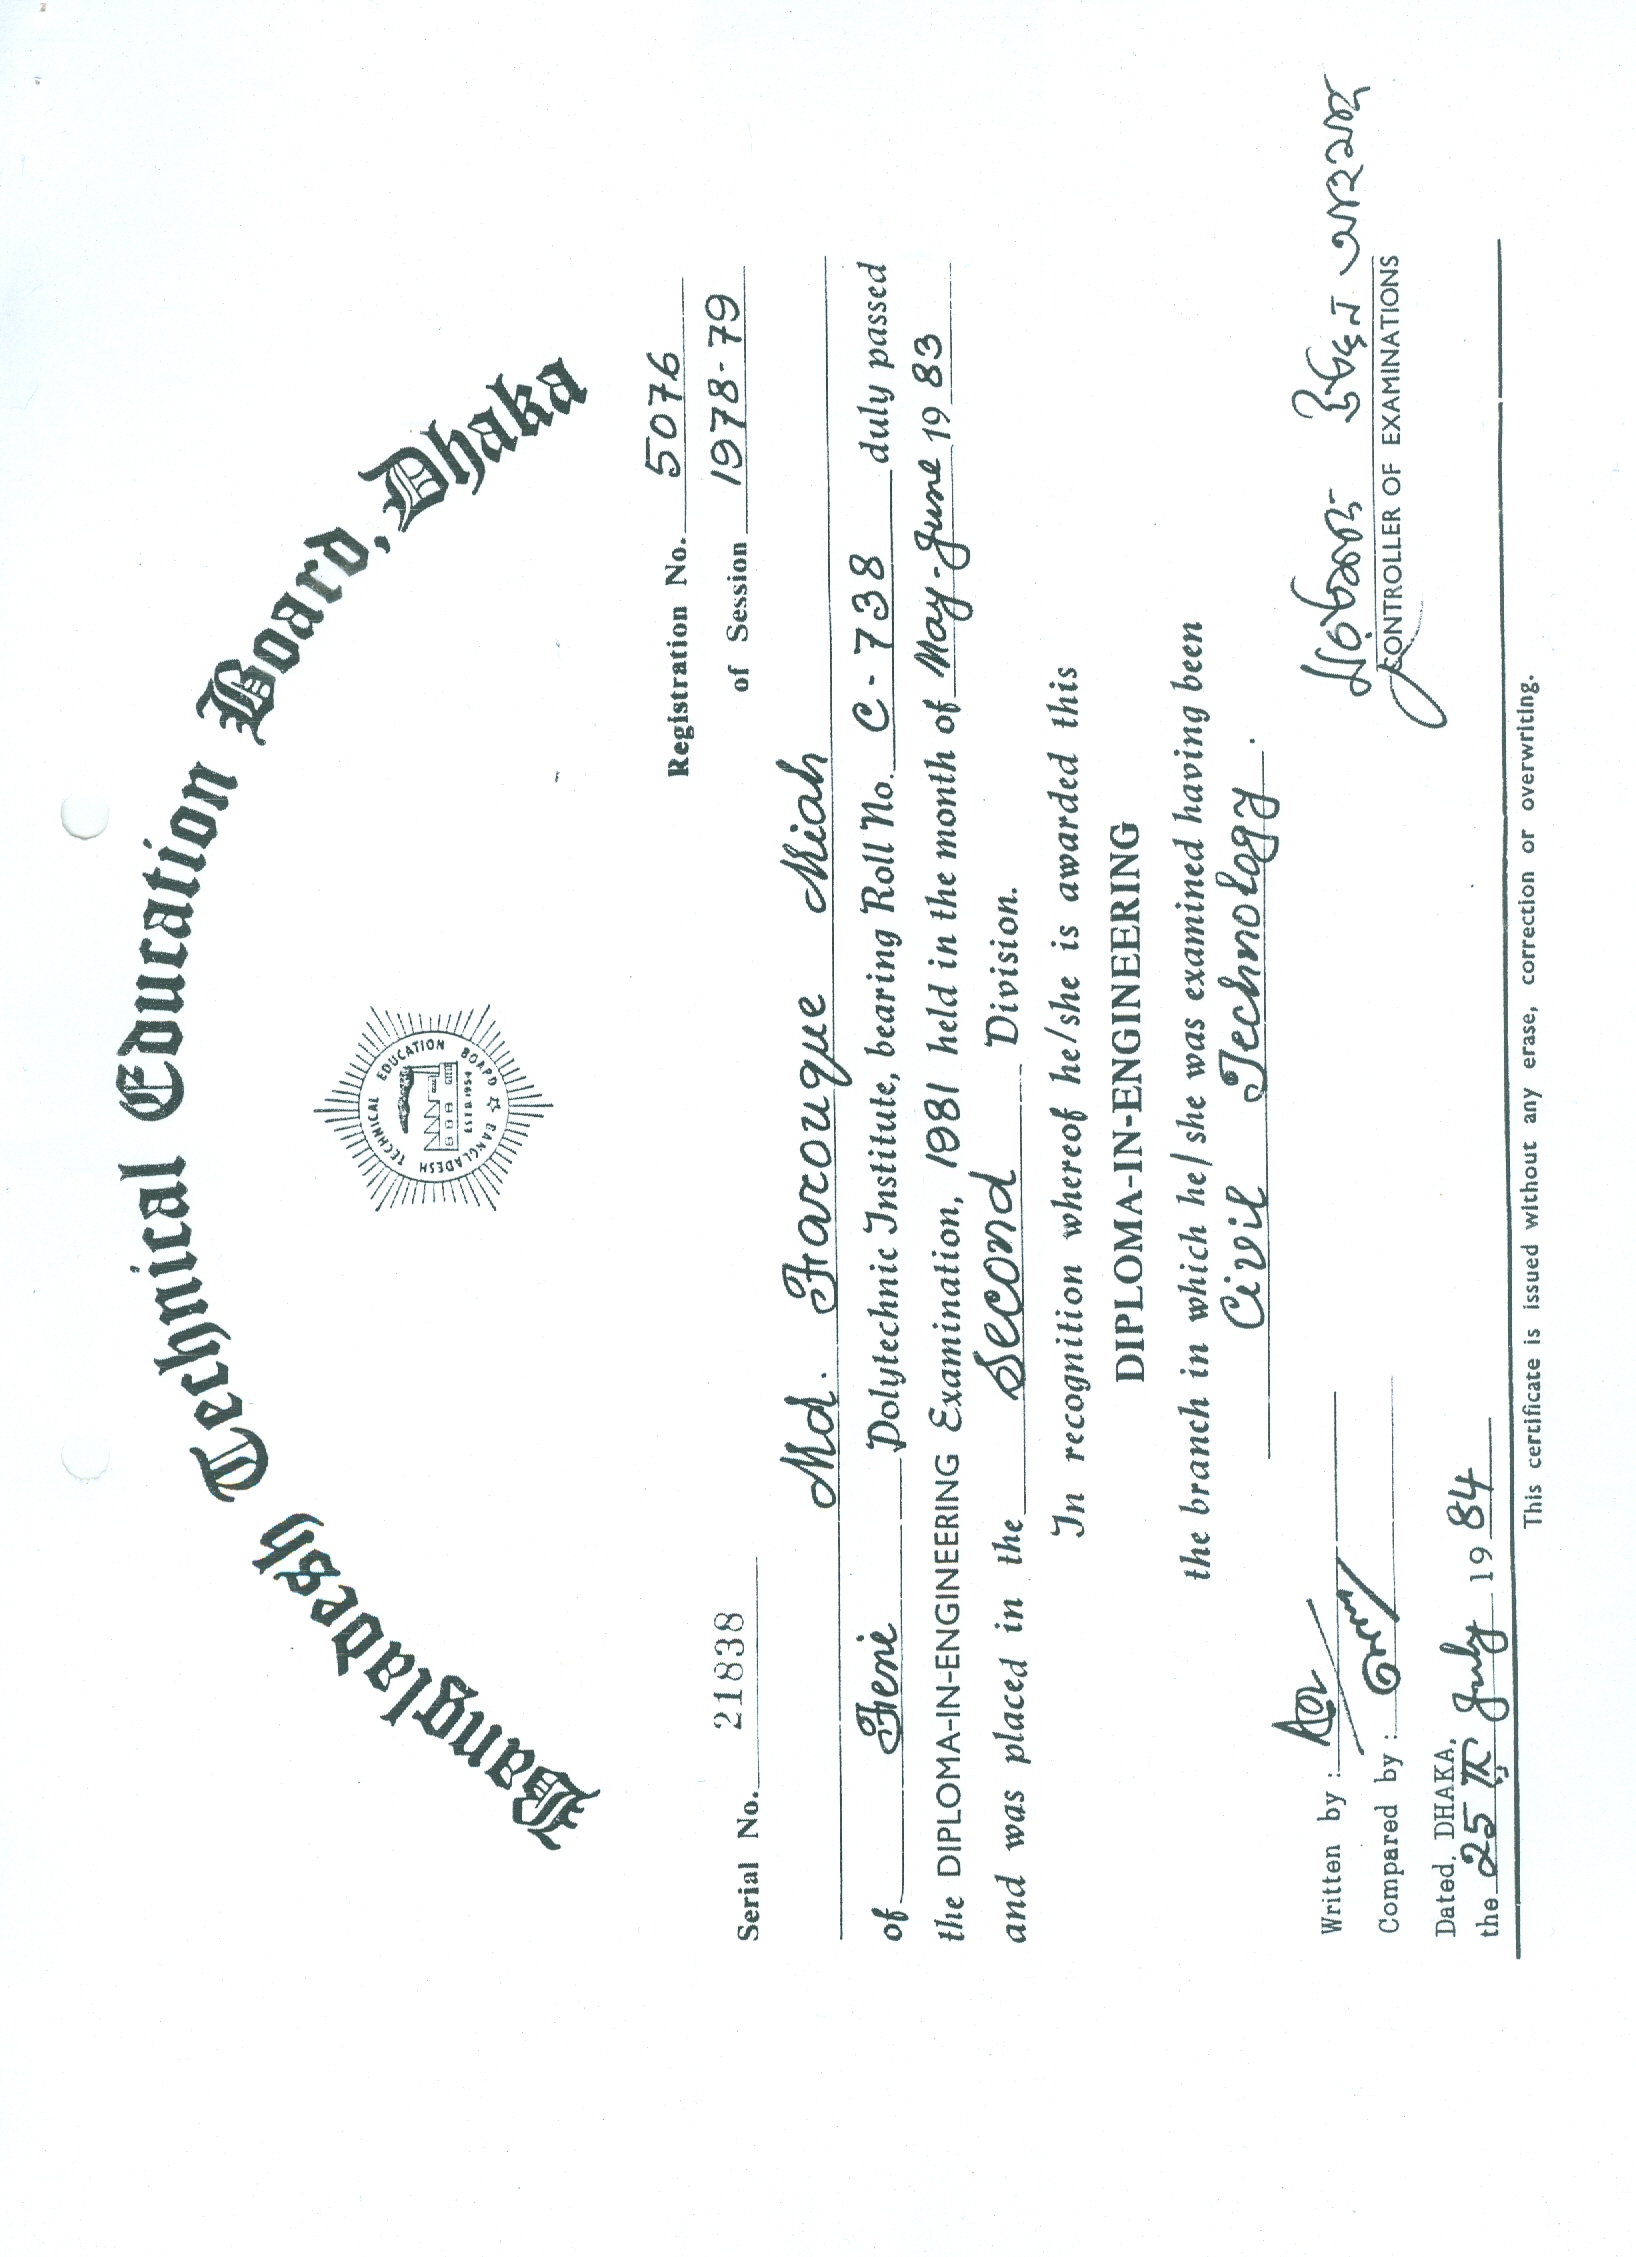 Bangladesh Technical Education Board, Dhaka
BANGLADESH TECHNICAL EDUCATION BOARD
ESTD. 1954
Registration No. 5076
Serial No. 21838 of Session 1978-79
Md. Farouque Miah
of Feni Polytechnic Institute, bearing Roll No. C-738 duly passed
the DIPLOMA-IN-ENGINEERING Examination, 1981 held in the month of May-June 1983
and was placed in the Second Division.
In recognition whereof he/she is awarded this
DIPLOMA-IN-ENGINEERING
the branch in which he/she was examined having been
Civil Technology.
Written by :
Compared by :
CONTROLLER OF EXAMINATIONS
Dated, DHAKA,
the 25th July 1984
This certificate is issued without any erase, correction or overwriting.